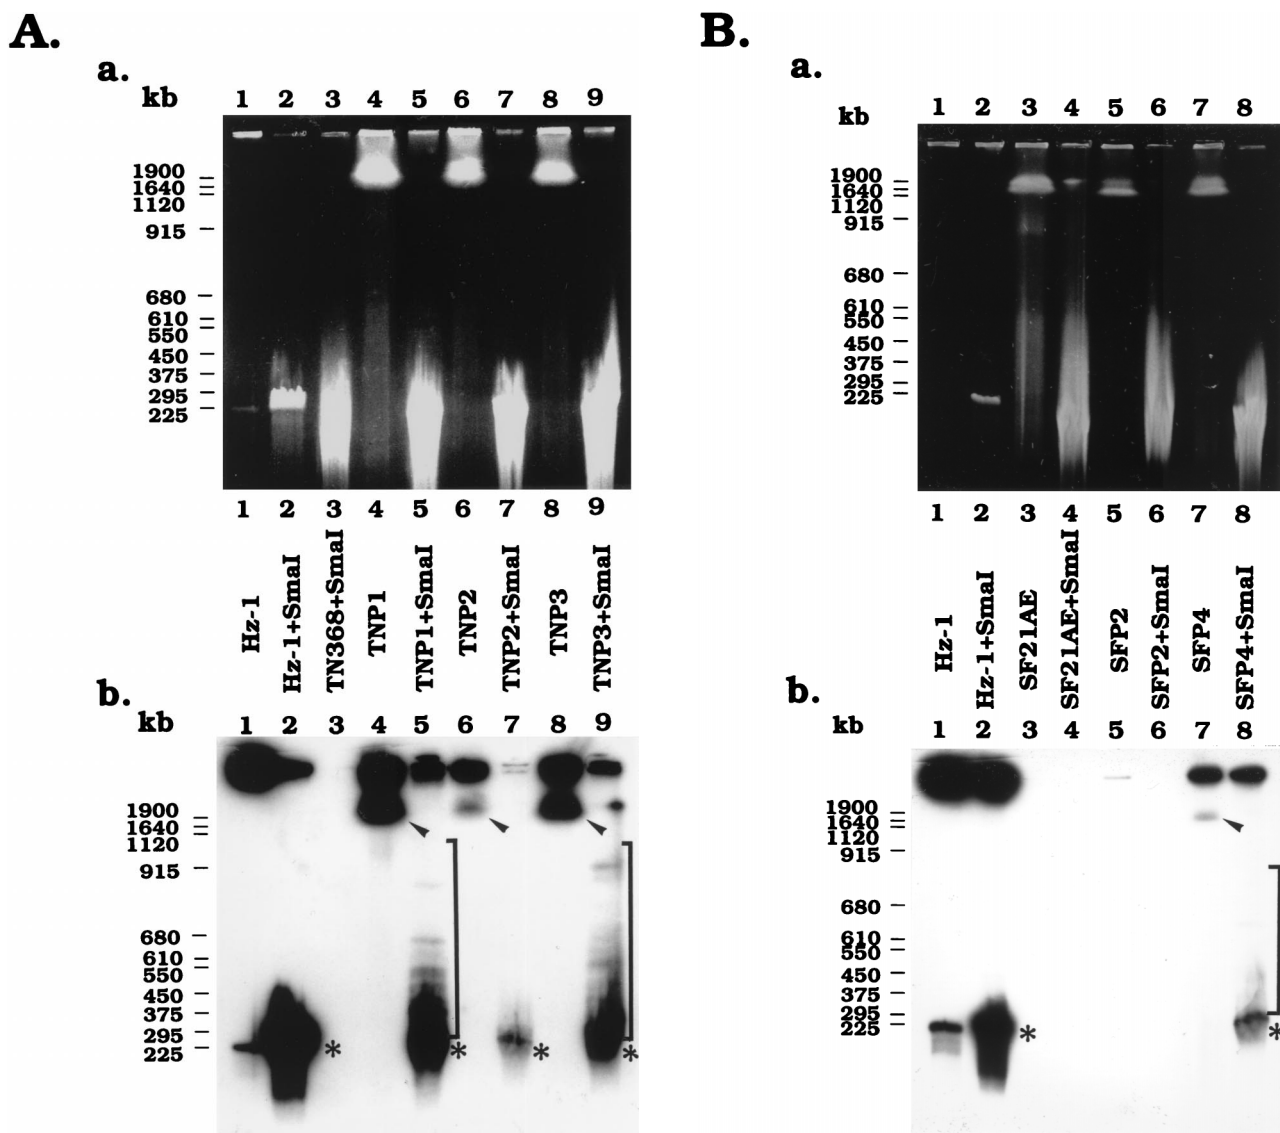 A.
a.
kb 1 2 3 4 5 6 7 8 9
1900
1640
1120
915
680
610
550
450
375
295
225
1 2 3 4 5 6 7 8 9
Hz-1
Hz-1+SmaI
TN368+SmaI
TNP1
TNP1+SmaI
TNP2
TNP2+SmaI
TNP3
TNP3+SmaI
b.
kb 1 2 3 4 5 6 7 8 9
1900
1640
1120
915
680
610
550
450
375
295
225
* * * *
B.
a.
kb 1 2 3 4 5 6 7 8
1900
1640
1120
915
680
610
550
450
375
295
225
1 2 3 4 5 6 7 8
Hz-1
Hz-1+SmaI
SF21AE
SF21AE+SmaI
SFP2
SFP2+SmaI
SFP4
SFP4+SmaI
b.
kb 1 2 3 4 5 6 7 8
1900
1640
1120
915
680
610
550
450
375
295
225
* *